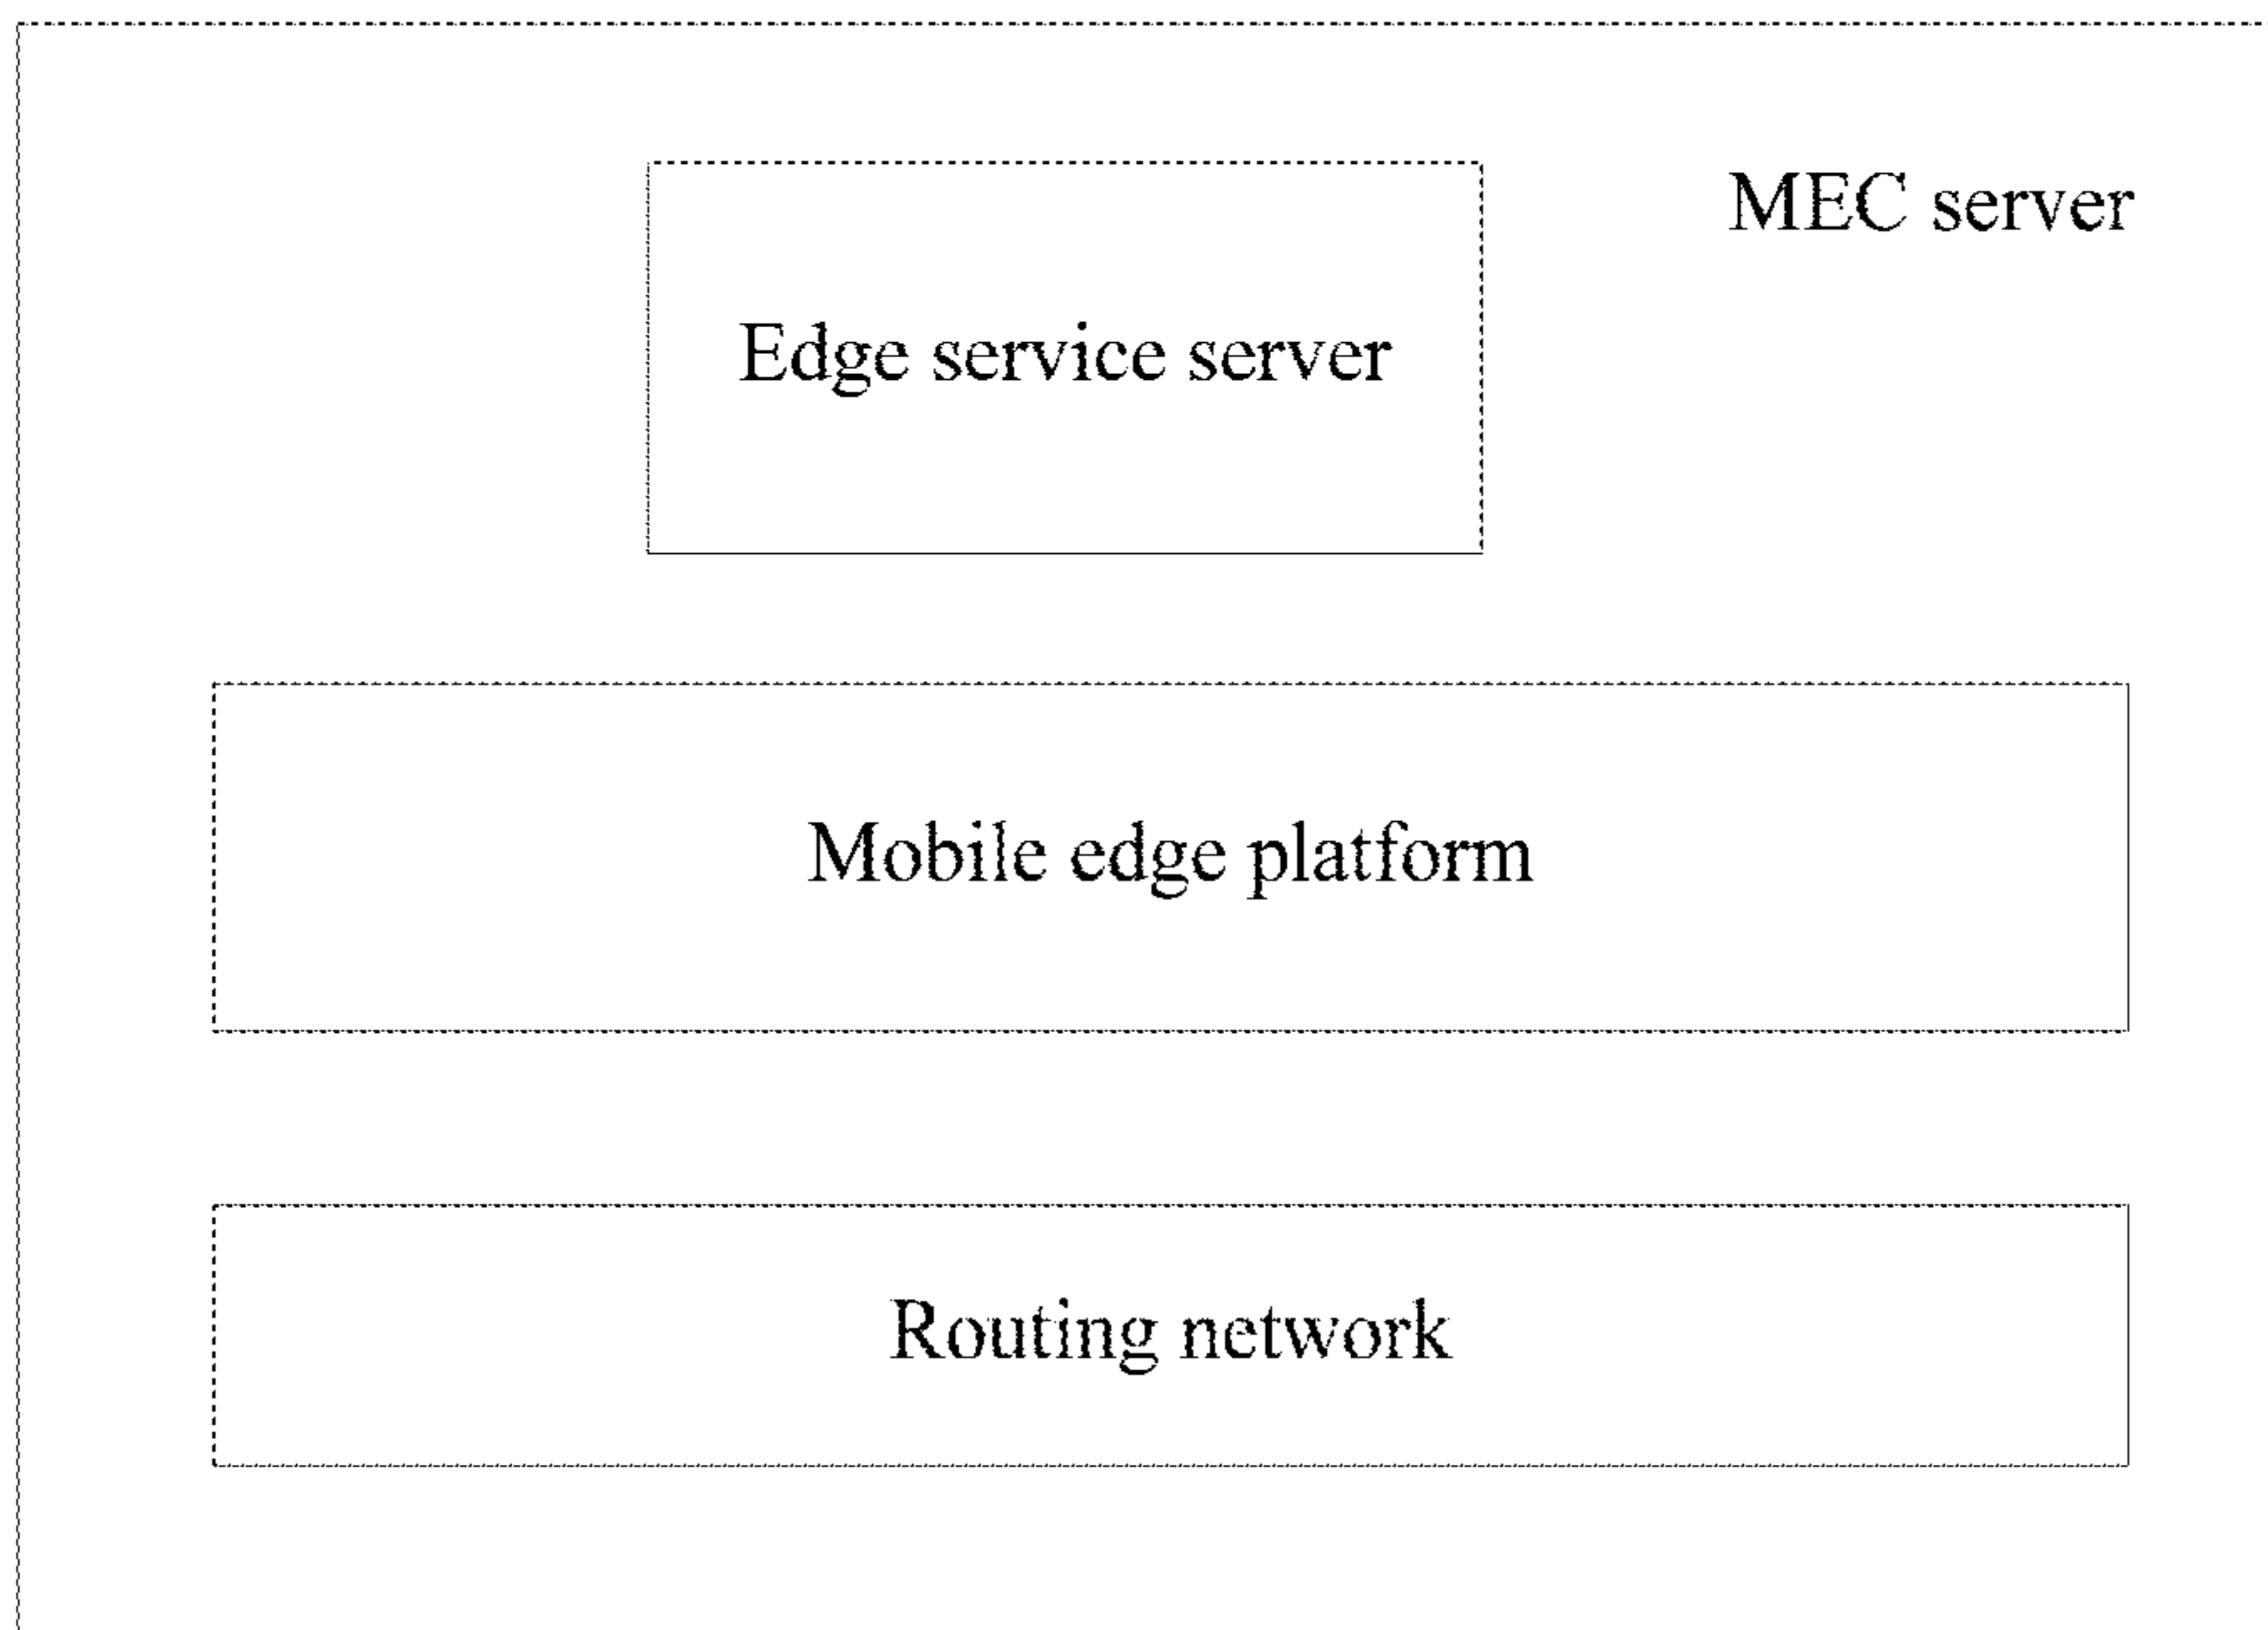 MEC server
Edge service server
Mobile edge platform
Routing network